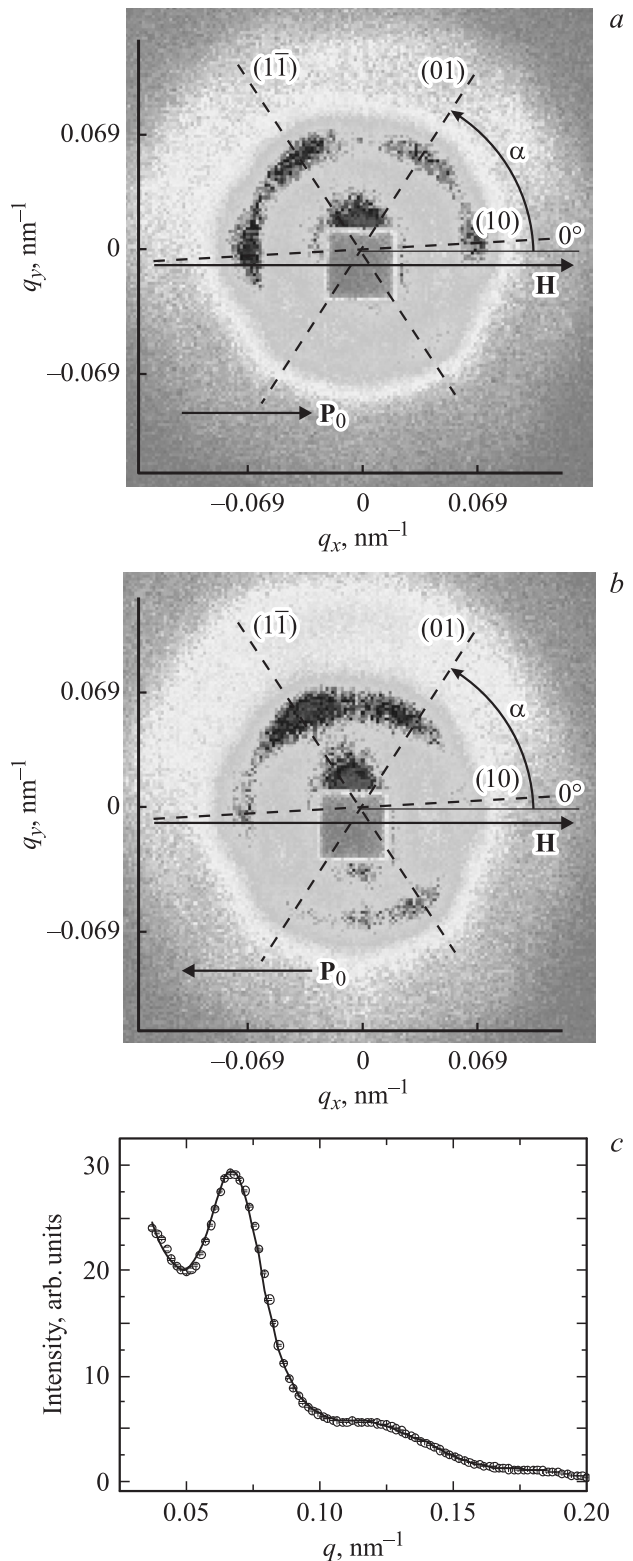 a
(11̅)
(01)
0.069
α
(10)
0
0°
H
−0.069
P₀
−0.069
0
0.069
qₓ, nm⁻¹
q_y, nm⁻¹
b
(11̅)
(01)
0.069
α
(10)
0
0°
H
−0.069
P₀
−0.069
0
0.069
qₓ, nm⁻¹
q_y, nm⁻¹
c
30
20
10
0
Intensity, arb. units
0.05
0.10
0.15
0.20
q, nm⁻¹